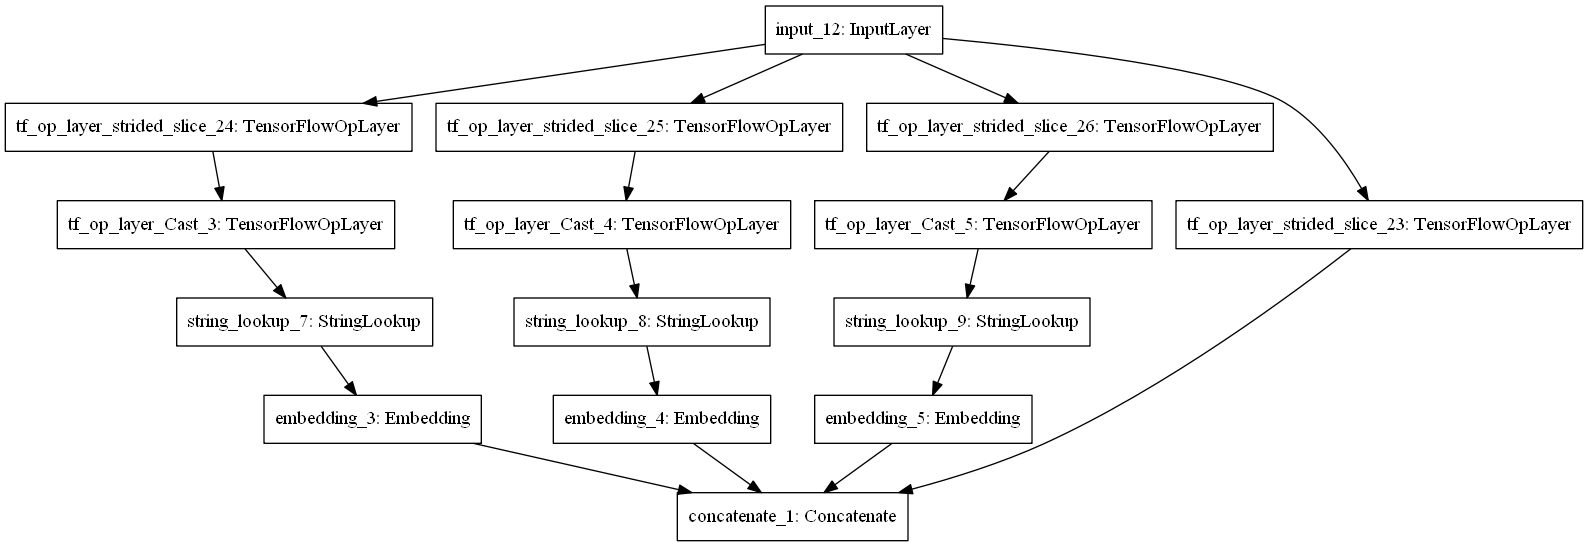 input_12: InputLayer
tf_op_layer_strided_slice_24: TensorFlowOpLayer
tf_op_layer_strided_slice_25: TensorFlowOpLayer
tf_op_layer_strided_slice_26: TensorFlowOpLayer
tf_op_layer_Cast_3: TensorFlowOpLayer
tf_op_layer_Cast_4: TensorFlowOpLayer
tf_op_layer_Cast_5: TensorFlowOpLayer
tf_op_layer_strided_slice_23: TensorFlowOpLayer
string_lookup_7: StringLookup
string_lookup_8: StringLookup
string_lookup_9: StringLookup
embedding_3: Embedding
embedding_4: Embedding
embedding_5: Embedding
concatenate_1: Concatenate